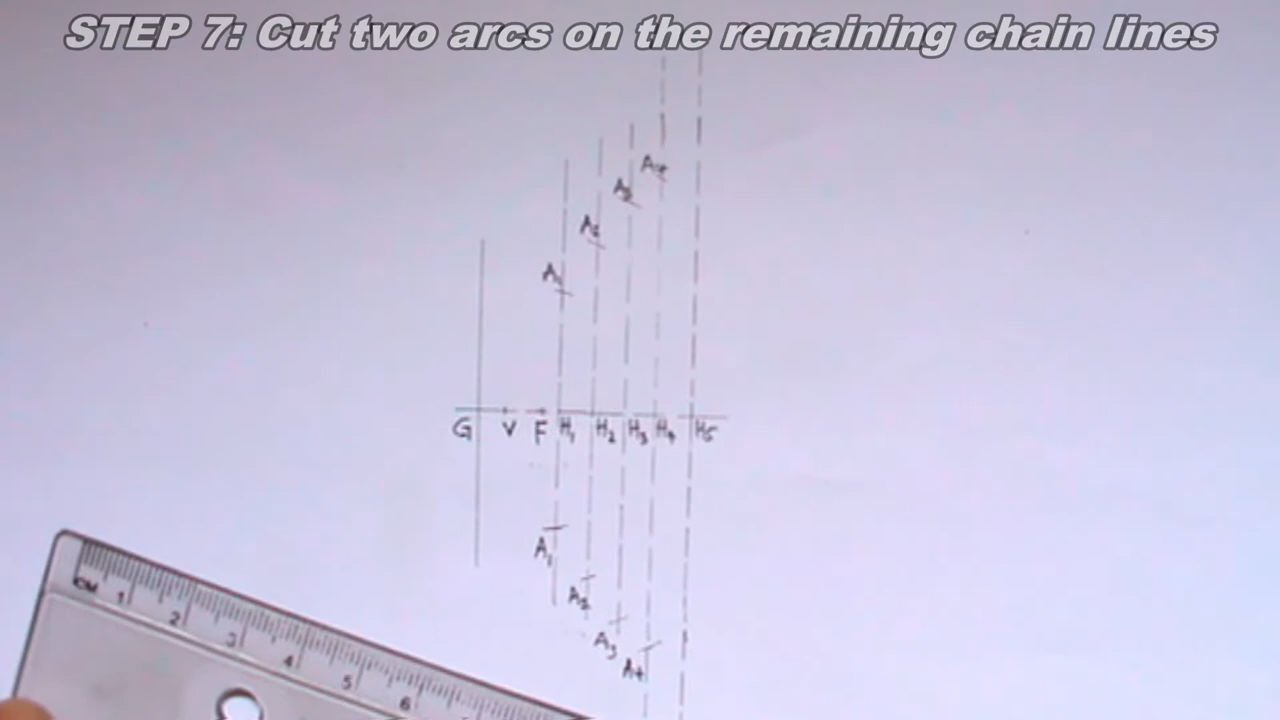 STEP 7: Cut two arcs on the remaining chain lines
A4
A3
A2
A1
G V F H1 H2 H3 H4 H5
A1
A2
A3
A4
CM 1 2 3 4 5 6